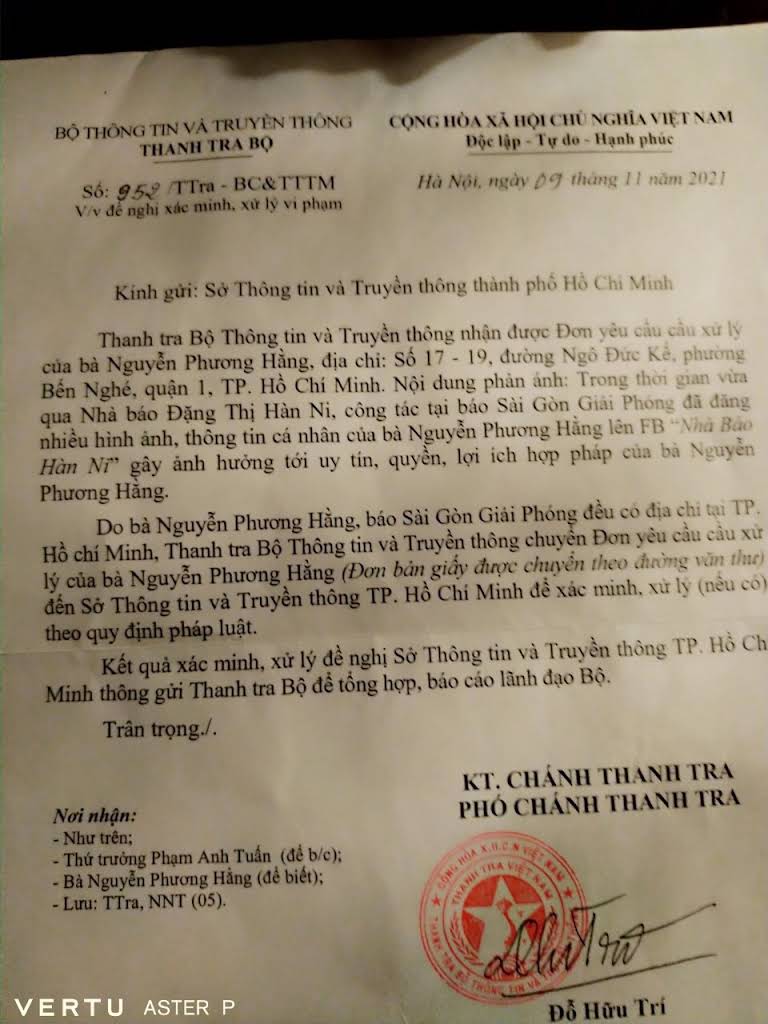 BỘ THÔNG TIN VÀ TRUYỀN THÔNG
THANH TRA BỘ
CỘNG HÒA XÃ HỘI CHỦ NGHĨA VIỆT NAM
Độc lập - Tự do - Hạnh phúc
Số: 952/TTra - BC&TTTM
V/v đề nghị xác minh, xử lý vi phạm
Hà Nội, ngày 09 tháng 11 năm 2021
Kính gửi: Sở Thông tin và Truyền thông thành phố Hồ Chí Minh
Thanh tra Bộ Thông tin và Truyền thông nhận được Đơn yêu cầu cầu xử lý
của bà Nguyễn Phương Hằng, địa chỉ: Số 17 - 19, đường Ngô Đức Kế, phường
Bến Nghé, quận 1, TP. Hồ Chí Minh. Nội dung phản ánh: Trong thời gian vừa
qua Nhà báo Đặng Thị Hàn Ni, công tác tại báo Sài Gòn Giải Phóng đã đăng
nhiều hình ảnh, thông tin cá nhân của bà Nguyễn Phương Hằng lên FB “Nhà Báo
Hàn Ni” gây ảnh hưởng tới uy tín, quyền, lợi ích hợp pháp của bà Nguyễn
Phương Hằng.
Do bà Nguyễn Phương Hằng, báo Sài Gòn Giải Phóng đều có địa chỉ tại TP.
Hồ chí Minh, Thanh tra Bộ Thông tin và Truyền thông chuyển Đơn yêu cầu cầu xử
lý của bà Nguyễn Phương Hằng (Đơn bản giấy được chuyển theo đường văn thư)
đến Sở Thông tin và Truyền thông TP. Hồ Chí Minh để xác minh, xử lý (nếu có)
theo quy định pháp luật.
Kết quả xác minh, xử lý đề nghị Sở Thông tin và Truyền thông TP. Hồ Ch
Minh thông gửi Thanh tra Bộ để tổng hợp, báo cáo lãnh đạo Bộ.
Trân trọng./.
KT. CHÁNH THANH TRA
PHÓ CHÁNH THANH TRA
Nơi nhận:
- Như trên;
- Thứ trưởng Phạm Anh Tuấn (để b/c);
- Bà Nguyễn Phương Hằng (để biết);
- Lưu: TTra, NNT (05).
CỘNG HÒA X.H.C.N VIỆT NAM
THANH TRA VIỆT NAM
THANH TRA BỘ THÔNG TIN VÀ
Đỗ Hữu Trí
VERTU ASTER P